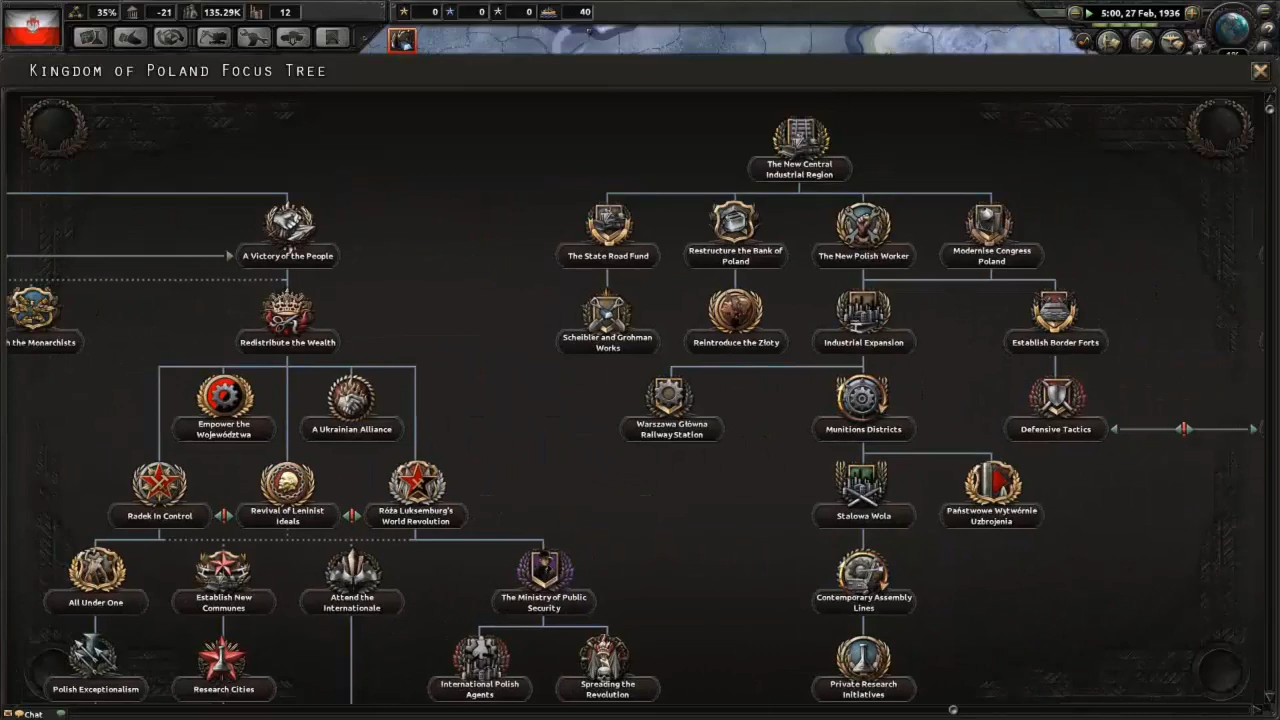 35%
-21
135.29K
12
0
0
0
40
5:00, 27 Feb, 1936
Kingdom of Poland Focus Tree
The New Central
Industrial Region
A Victory of the People
The State Road Fund
Restructure the Bank of
Poland
The New Polish Worker
Modernise Congress
Poland
h the Monarchists
Redistribute the Wealth
Scheibler and Grohman
Works
Reintroduce the Złoty
Industrial Expansion
Establish Border Forts
Empower the
Województwa
A Ukrainian Alliance
Warszawa Główna
Railway Station
Munitions Districts
Defensive Tactics
Radek In Control
Revival of Leninist
Ideals
Róża Luksemburg's
World Revolution
Stalowa Wola
Państwowe Wytwórnie
Uzbrojenia
All Under One
Establish New
Communes
Attend the
Internationale
The Ministry of Public
Security
Contemporary Assembly
Lines
Polish Exceptionalism
Research Cities
International Polish
Agents
Spreading the
Revolution
Private Research
Initiatives
Chat